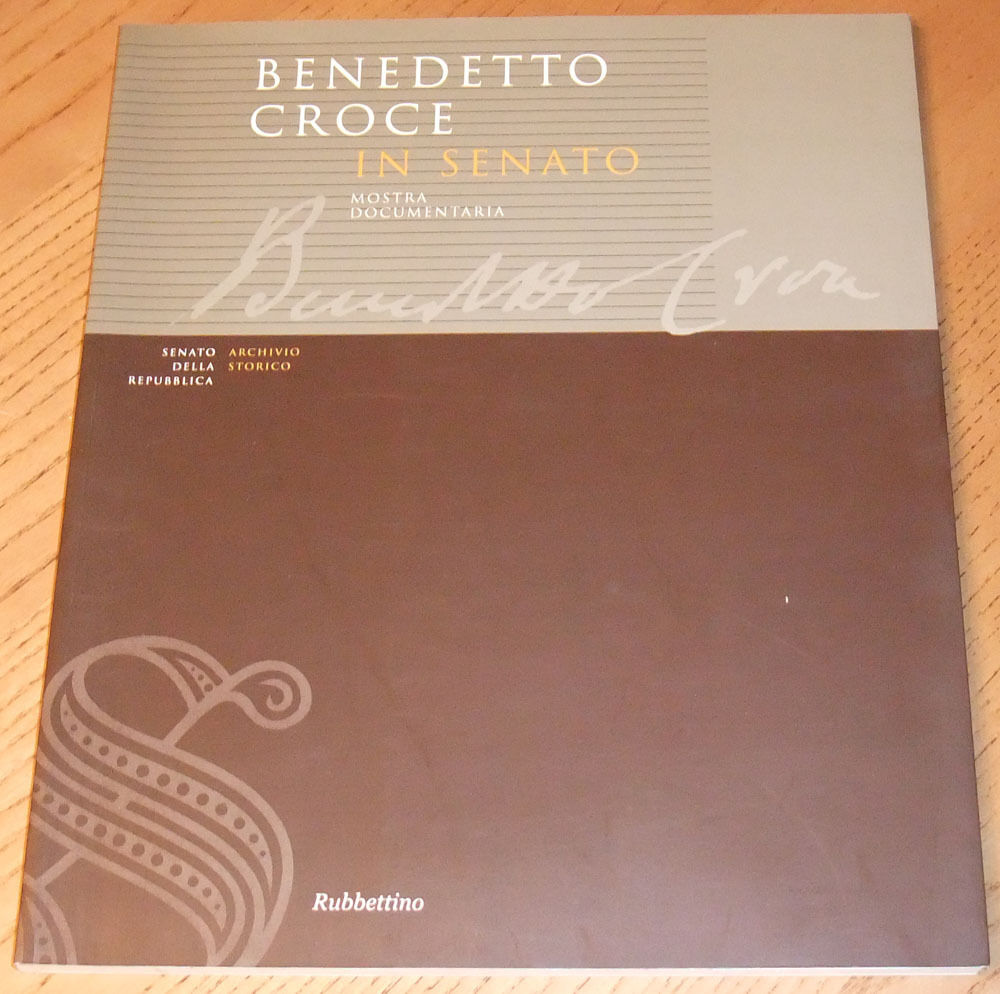 BENEDETTO
CROCE
IN SENATO
MOSTRA
DOCUMENTARIA
Benedetto Croce
SENATO
DELLA
REPUBBLICA
ARCHIVIO
STORICO
S
Rubbettino